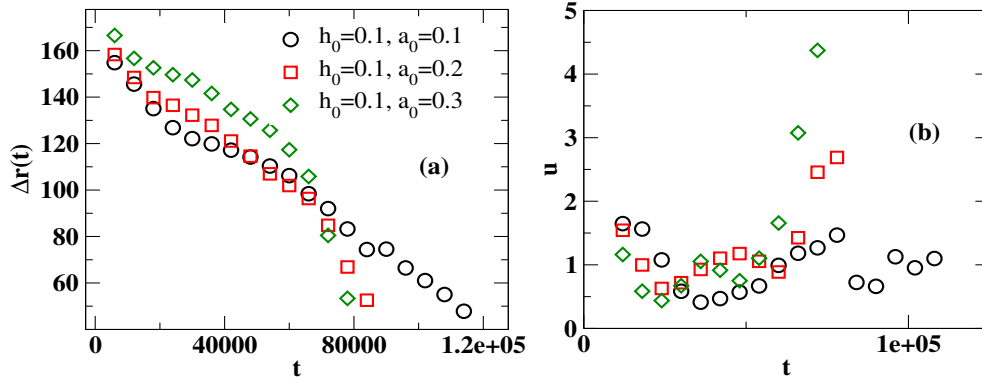 160
140
120
100
80
60
Δr(t)
h0=0.1, a0=0.1
h0=0.1, a0=0.2
h0=0.1, a0=0.3
(a)
0
40000
80000
1.2e+05
t
5
4
3
2
1
0
u
(b)
0
1e+05
t